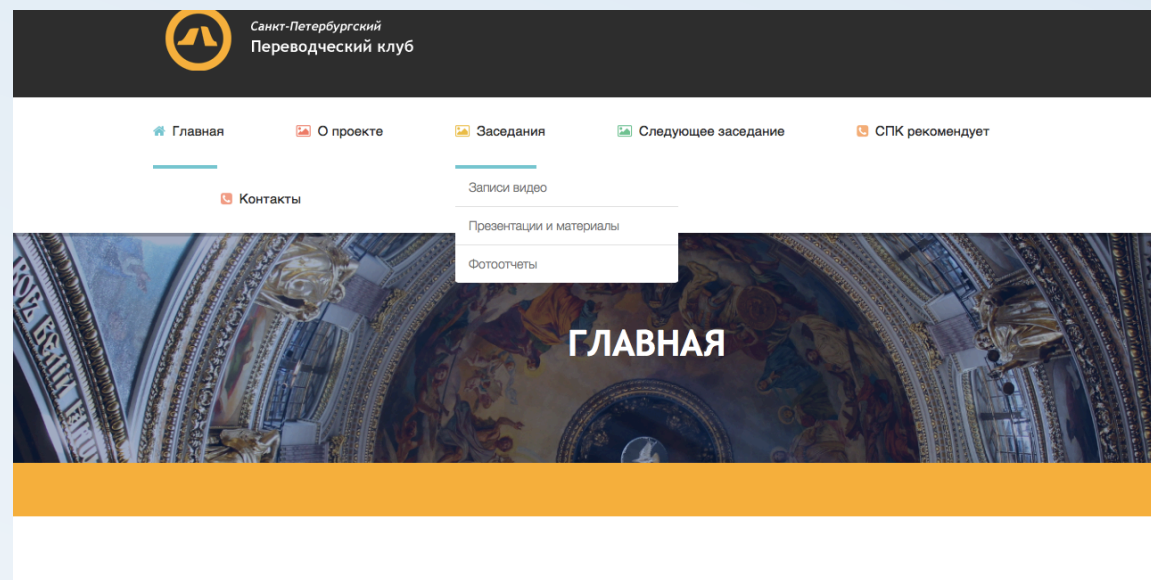 Санкт-Петербургский
Переводческий клуб
Главная
О проекте
Заседания
Следующее заседание
СПК рекомендует
Контакты
Записи видео
Презентации и материалы
Фотоотчеты
ГЛАВНАЯ